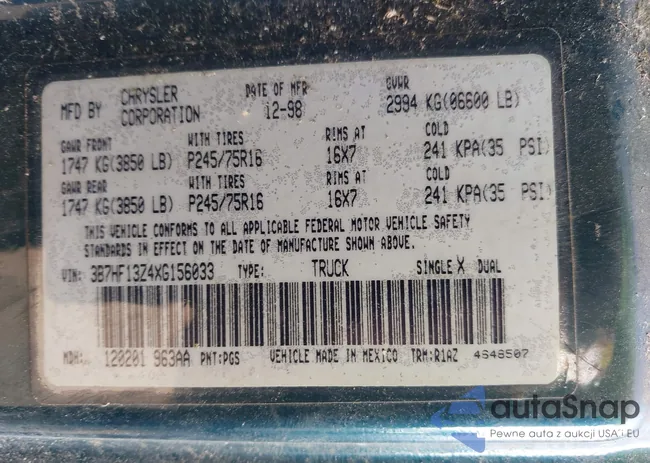 MFD BY CHRYSLER CORPORATION DATE OF MFR 12-98 GVWR 2994 KG(06600 LB)
GAWR FRONT WITH TIRES RIMS AT COLD
1747 KG(3850 LB) P245/75R16 16X7 241 KPA(35 PSI)
GAWR REAR WITH TIRES RIMS AT COLD
1747 KG(3850 LB) P245/75R16 16X7 241 KPA(35 PSI)
THIS VEHICLE CONFORMS TO ALL APPLICABLE FEDERAL MOTOR VEHICLE SAFETY
STANDARDS IN EFFECT ON THE DATE OF MANUFACTURE SHOWN ABOVE.
VIN: 3B7HF13Z4XG156033 TYPE: TRUCK SINGLE X DUAL
MDH: 120201 963AA PNT:PGS VEHICLE MADE IN MEXICO TRM:R1AZ 4648507
autaSnap
Pewne auta z aukcji USA i EU